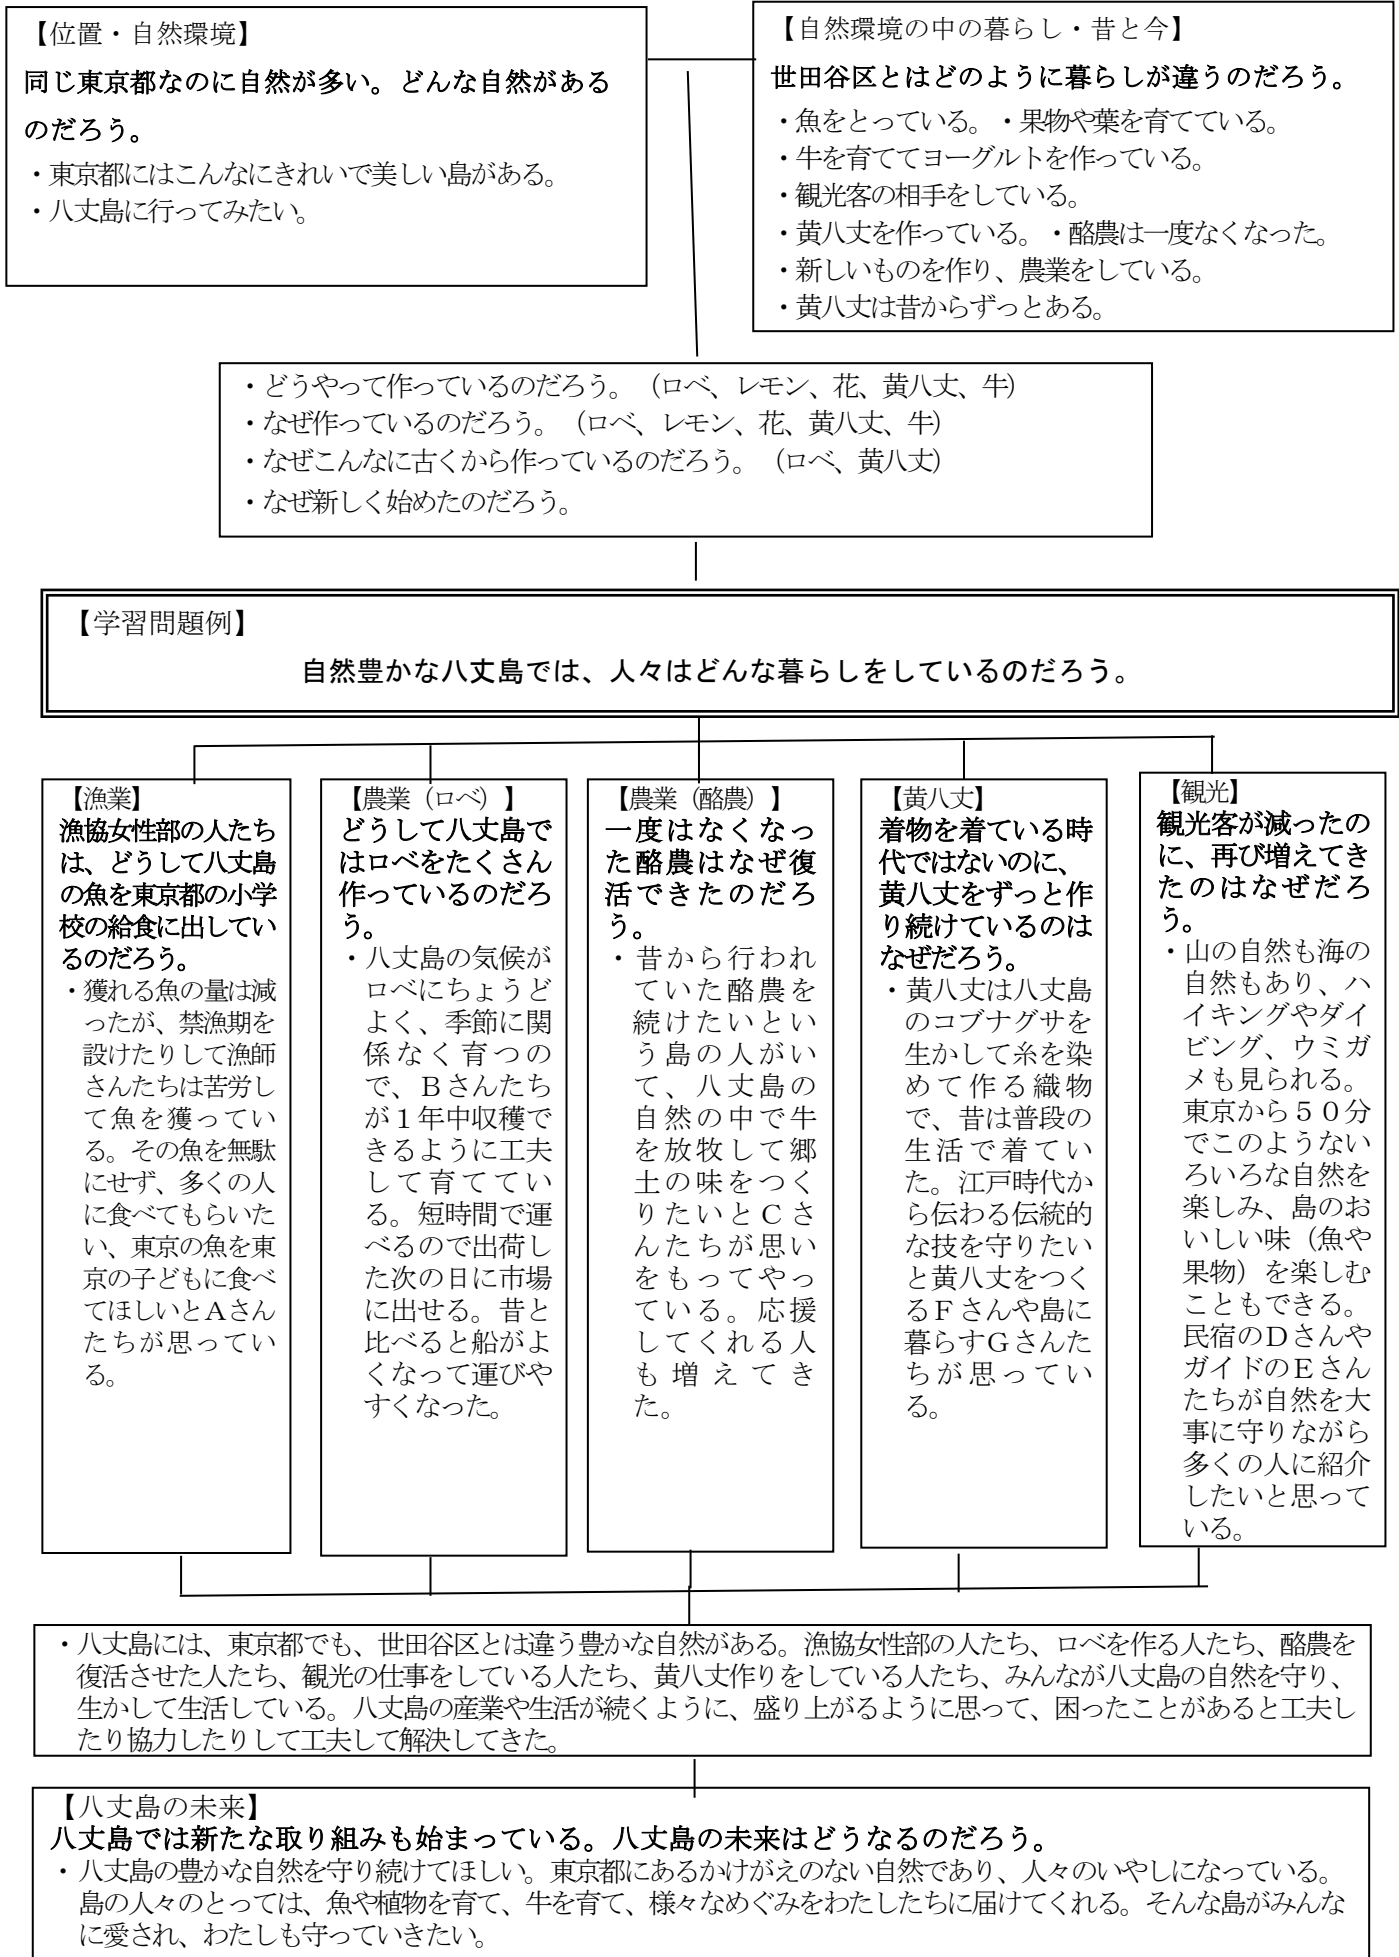 【位置・自然環境】
同じ東京都なのに自然が多い。どんな自然がある
のだろう。
・東京都にはこんなにきれいで美しい島がある。
・八丈島に行ってみたい。
【自然環境の中の暮らし・昔と今】
世田谷区とはどのように暮らしが違うのだろう。
・魚をとっている。・果物や葉を育てている。
・牛を育ててヨーグルトを作っている。
・観光客の相手をしている。
・黄八丈を作っている。・酪農は一度なくなった。
・新しいものを作り、農業をしている。
・黄八丈は昔からずっとある。
・どうやって作っているのだろう。（ロベ、レモン、花、黄八丈、牛）
・なぜ作っているのだろう。（ロベ、レモン、花、黄八丈、牛）
・なぜこんなに古くから作っているのだろう。（ロベ、黄八丈）
・なぜ新しく始めたのだろう。
【学習問題例】
自然豊かな八丈島では、人々はどんな暮らしをしているのだろう。
【漁業】
漁協女性部の人たち
は、どうして八丈島
の魚を東京都の小学
校の給食に出してい
るのだろう。
・獲れる魚の量は減
ったが、禁漁期を
設けたりして漁師
さんたちは苦労し
て魚を獲ってい
る。その魚を無駄
にせず、多くの人
に食べてもらいた
い、東京の魚を東
京の子どもに食べ
てほしいとＡさん
たちが思ってい
る。
【農業（ロベ）】
どうして八丈島で
はロベをたくさん
作っているのだろ
う。
・八丈島の気候が
ロベにちょうど
よく、季節に関
係なく育つの
で、Ｂさんたち
が１年中収穫で
きるように工夫
して育ててい
る。短時間で運
べるので出荷し
た次の日に市場
に出せる。昔と
比べると船がよ
くなって運びや
すくなった。
【農業（酪農）】
一度はなくなっ
た酪農はなぜ復
活できたのだろ
う。
・昔から行われ
ていた酪農を
続けたいとい
う島の人がい
て、八丈島の
自然の中で牛
を放牧して郷
土の味をつく
りたいとＣさ
んたちが思い
をもってやっ
ている。応援
してくれる人
も増えてき
た。
【黄八丈】
着物を着ている時
代ではないのに、
黄八丈をずっと作
り続けているのは
なぜだろう。
・黄八丈は八丈島
のコブナグサを
生かして糸を染
めて作る織物
で、昔は普段の
生活で着てい
た。江戸時代か
ら伝わる伝統的
な技を守りたい
と黄八丈をつく
るＦさんや島に
暮らすＧさんた
ちが思ってい
る。
【観光】
観光客が減ったの
に、再び増えてき
たのはなぜだろ
う。
・山の自然も海の
自然もあり、ハ
イキングやダイ
ビング、ウミガ
メも見られる。
東京から５０分
でこのようない
ろいろな自然を
楽しみ、島のお
いしい味（魚や
果物）を楽しむ
こともできる。
民宿のＤさんや
ガイドのＥさん
たちが自然を大
事に守りながら
多くの人に紹介
したいと思って
いる。
・八丈島には、東京都でも、世田谷区とは違う豊かな自然がある。漁協女性部の人たち、ロベを作る人たち、酪農を
復活させた人たち、観光の仕事をしている人たち、黄八丈作りをしている人たち、みんなが八丈島の自然を守り、
生かして生活している。八丈島の産業や生活が続くように、盛り上がるように思って、困ったことがあると工夫し
たり協力したりして工夫して解決してきた。
【八丈島の未来】
八丈島では新たな取り組みも始まっている。八丈島の未来はどうなるのだろう。
・八丈島の豊かな自然を守り続けてほしい。東京都にあるかけがえのない自然であり、人々のいやしになっている。
島の人々のとっては、魚や植物を育て、牛を育て、様々なめぐみをわたしたちに届けてくれる。そんな島がみんな
に愛され、わたしも守っていきたい。